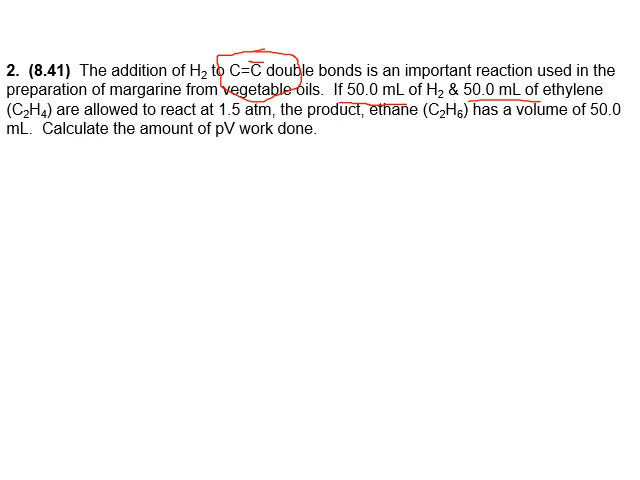 2. (8.41) The addition of H₂ to C=C double bonds is an important reaction used in the
preparation of margarine from vegetable oils. If 50.0 mL of H₂ & 50.0 mL of ethylene
(C₂H₄) are allowed to react at 1.5 atm, the product, ethane (C₂H₆) has a volume of 50.0
mL. Calculate the amount of pV work done.